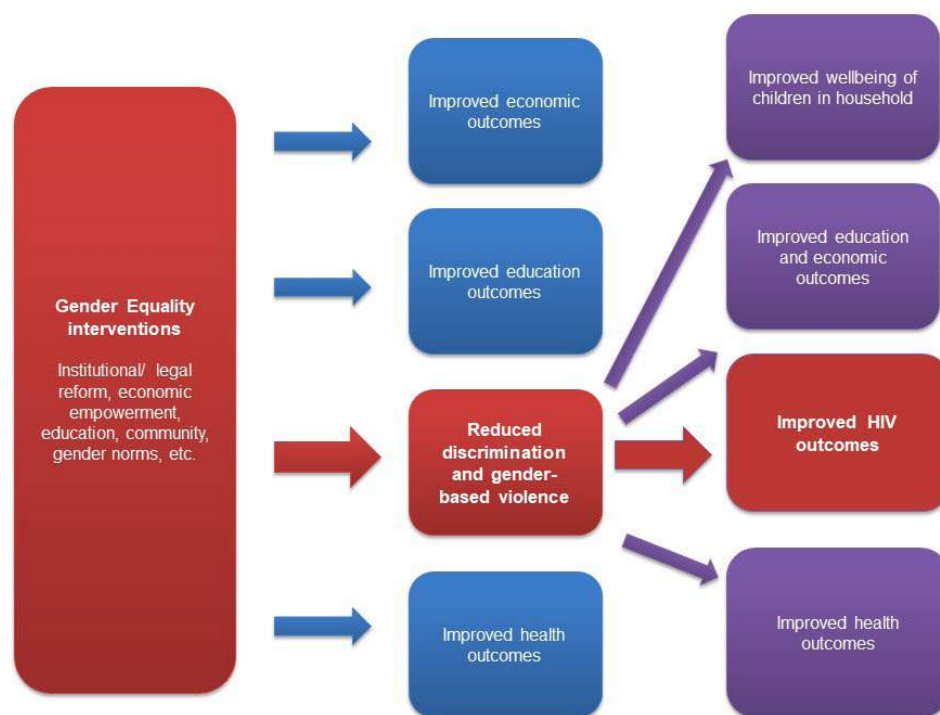 Gender Equality
interventions
Institutional/ legal
reform, economic
empowerment,
education, community,
gender norms, etc.
Improved economic
outcomes
Improved education
outcomes
Reduced
discrimination
and gender-
based violence
Improved health
outcomes
Improved wellbeing of
children in household
Improved education
and economic
outcomes
Improved HIV
outcomes
Improved health
outcomes